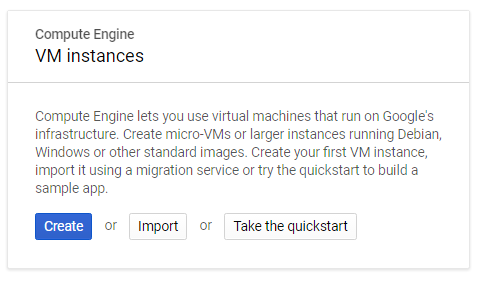 Compute Engine
VM instances
Compute Engine lets you use virtual machines that run on Google's
infrastructure. Create micro-VMs or larger instances running Debian,
Windows or other standard images. Create your first VM instance,
import it using a migration service or try the quickstart to build a
sample app.
Create or Import or Take the quickstart